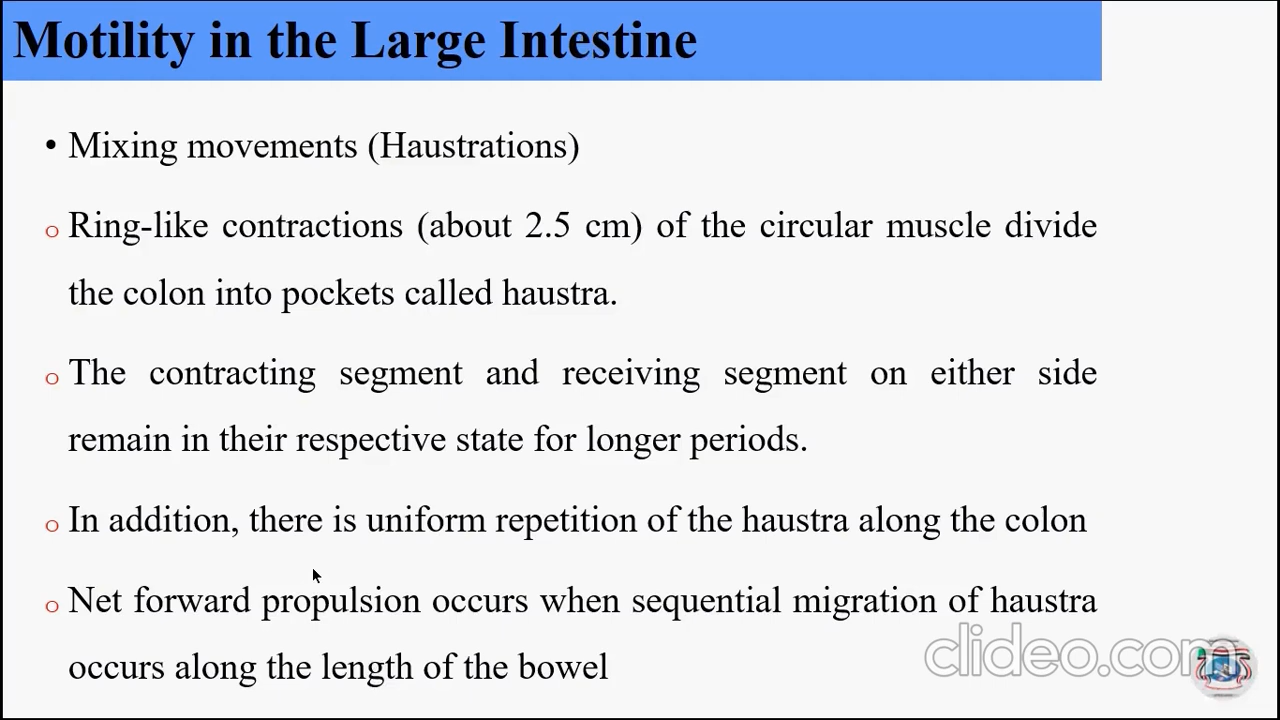 Motility in the Large Intestine
• Mixing movements (Haustrations)
o Ring-like contractions (about 2.5 cm) of the circular muscle divide
the colon into pockets called haustra.
o The contracting segment and receiving segment on either side
remain in their respective state for longer periods.
o In addition, there is uniform repetition of the haustra along the colon
o Net forward propulsion occurs when sequential migration of haustra
occurs along the length of the bowel
clideo.com